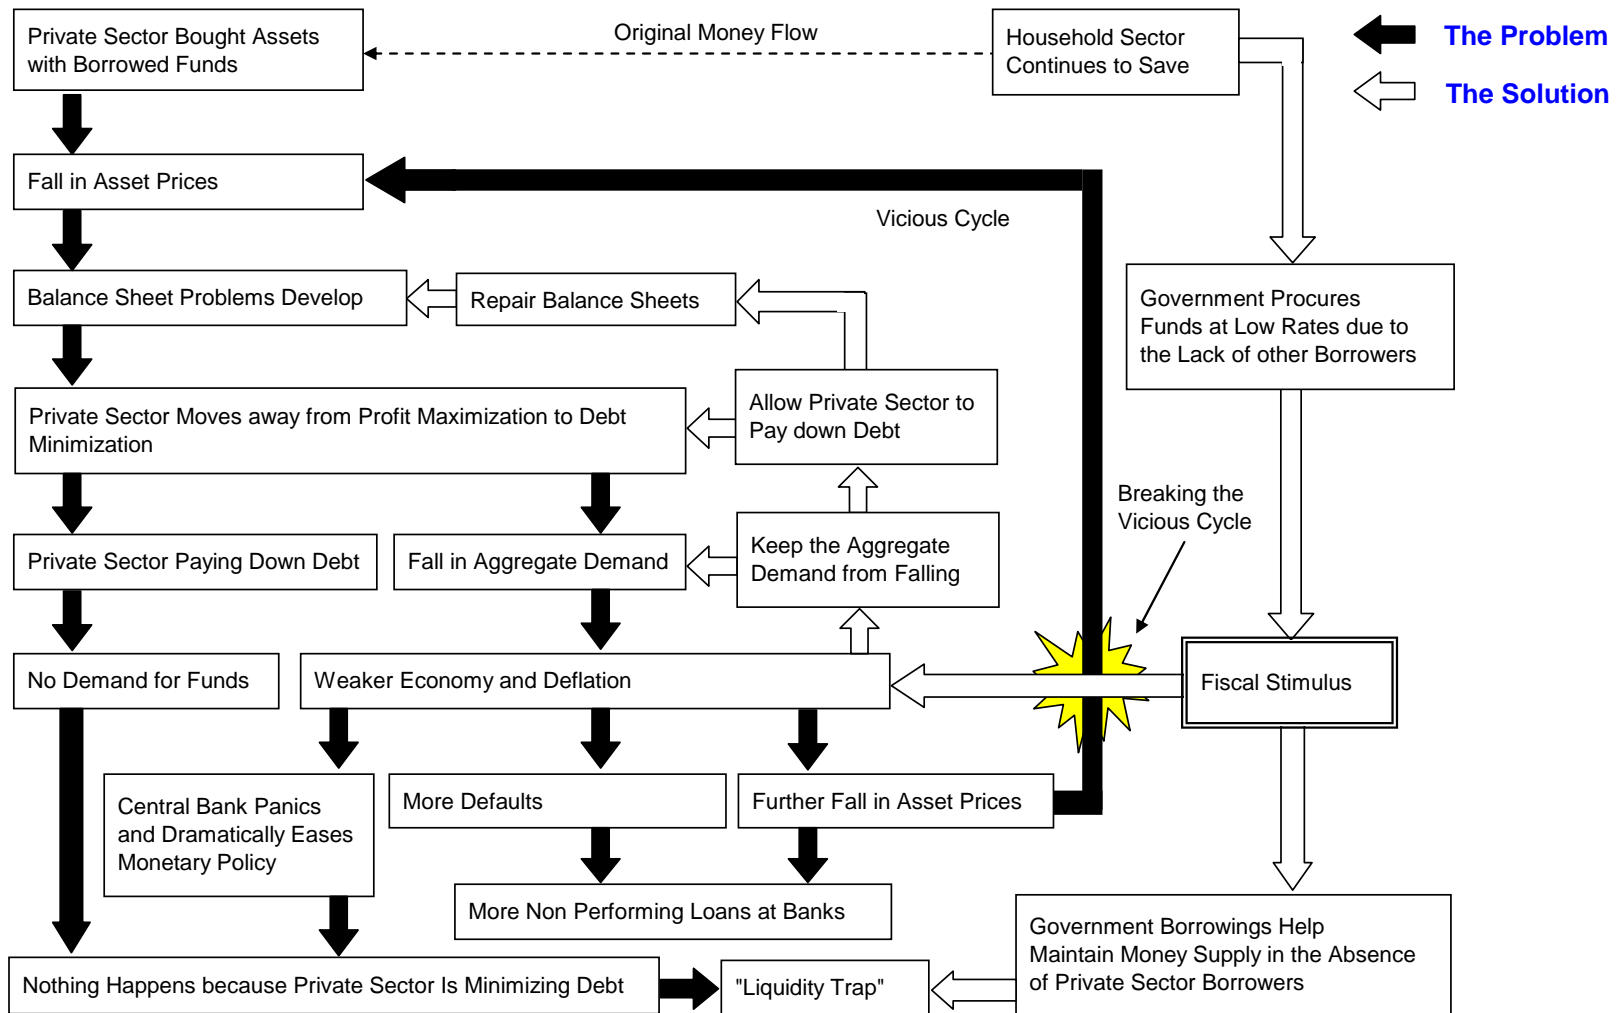 Private Sector Bought Assets
with Borrowed Funds
Original Money Flow
Household Sector
Continues to Save
The Problem
The Solution
Fall in Asset Prices
Vicious Cycle
Balance Sheet Problems Develop
Repair Balance Sheets
Government Procures
Funds at Low Rates due to
the Lack of other Borrowers
Private Sector Moves away from Profit Maximization to Debt
Minimization
Allow Private Sector to
Pay down Debt
Breaking the
Vicious Cycle
Private Sector Paying Down Debt
Fall in Aggregate Demand
Keep the Aggregate
Demand from Falling
No Demand for Funds
Weaker Economy and Deflation
Fiscal Stimulus
Central Bank Panics
and Dramatically Eases
Monetary Policy
More Defaults
Further Fall in Asset Prices
More Non Performing Loans at Banks
Government Borrowings Help
Maintain Money Supply in the Absence
of Private Sector Borrowers
Nothing Happens because Private Sector Is Minimizing Debt
"Liquidity Trap"